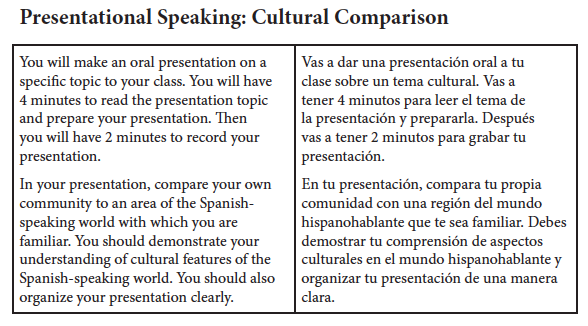 Presentational Speaking: Cultural Comparison
You will make an oral presentation on a
specific topic to your class. You will have
4 minutes to read the presentation topic
and prepare your presentation. Then
you will have 2 minutes to record your
presentation.
In your presentation, compare your own
community to an area of the Spanish-
speaking world with which you are
familiar. You should demonstrate your
understanding of cultural features of the
Spanish-speaking world. You should also
organize your presentation clearly.
Vas a dar una presentación oral a tu
clase sobre un tema cultural. Vas a
tener 4 minutos para leer el tema de
la presentación y prepararla. Después
vas a tener 2 minutos para grabar tu
presentación.
En tu presentación, compara tu propia
comunidad con una región del mundo
hispanohablante que te sea familiar. Debes
demostrar tu comprensión de aspectos
culturales en el mundo hispanohablante y
organizar tu presentación de una manera
clara.